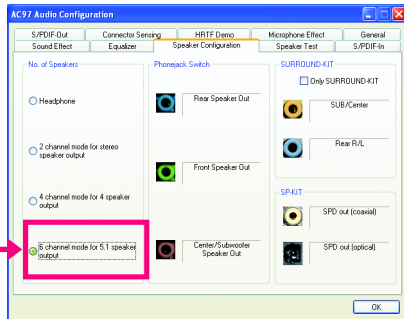 AC97 Audio Configuration
S/PDIF-Out
Connector Sensing
HRTF Demo
Microphone Effect
General
Sound Effect
Equalizer
Speaker Configuration
Speaker Test
S/PDIF-In
No. of Speakers
Headphone
2 channel mode for stereo
speaker output
4 channel mode for 4 speaker
output
6 channel mode for 5.1 speaker
output
Phonejack Switch
Rear Speaker Out
Front Speaker Out
Center/Subwoofer
Speaker Out
SURROUND-KIT
Only SURROUND-KIT
SUB/Center
Rear R/L
SP-KIT
SPD out (coaxial)
SPD out (optical)
OK